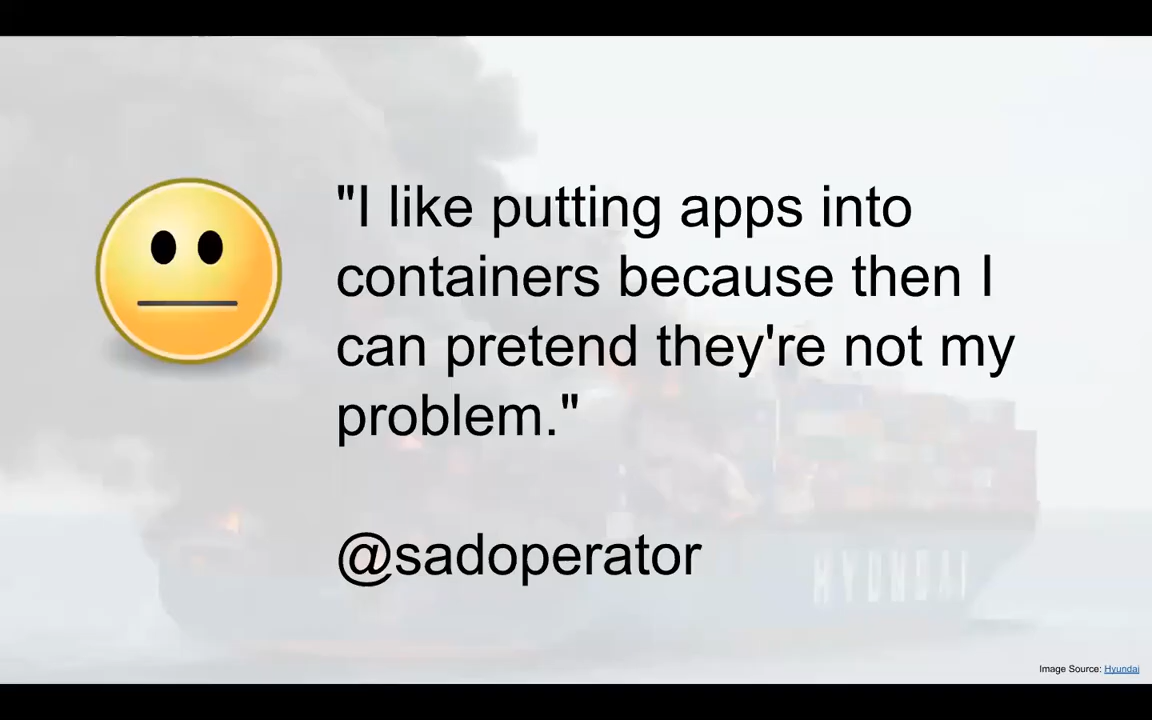 "I like putting apps into
containers because then I
can pretend they're not my
problem."
@sadoperator
HYUNDAI
Image Source: Hyundai